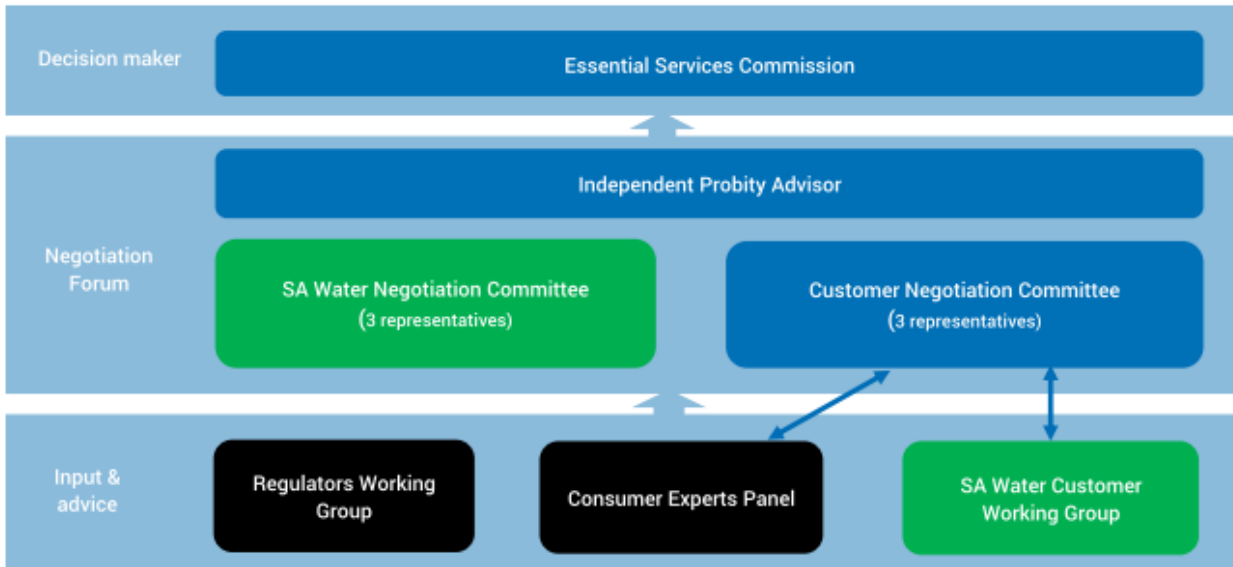 Decision maker
Essential Services Commission
Independent Probity Advisor
Negotiation
Forum
SA Water Negotiation Committee
(3 representatives)
Customer Negotiation Committee
(3 representatives)
Input &
advice
Regulators Working
Group
Consumer Experts Panel
SA Water Customer
Working Group